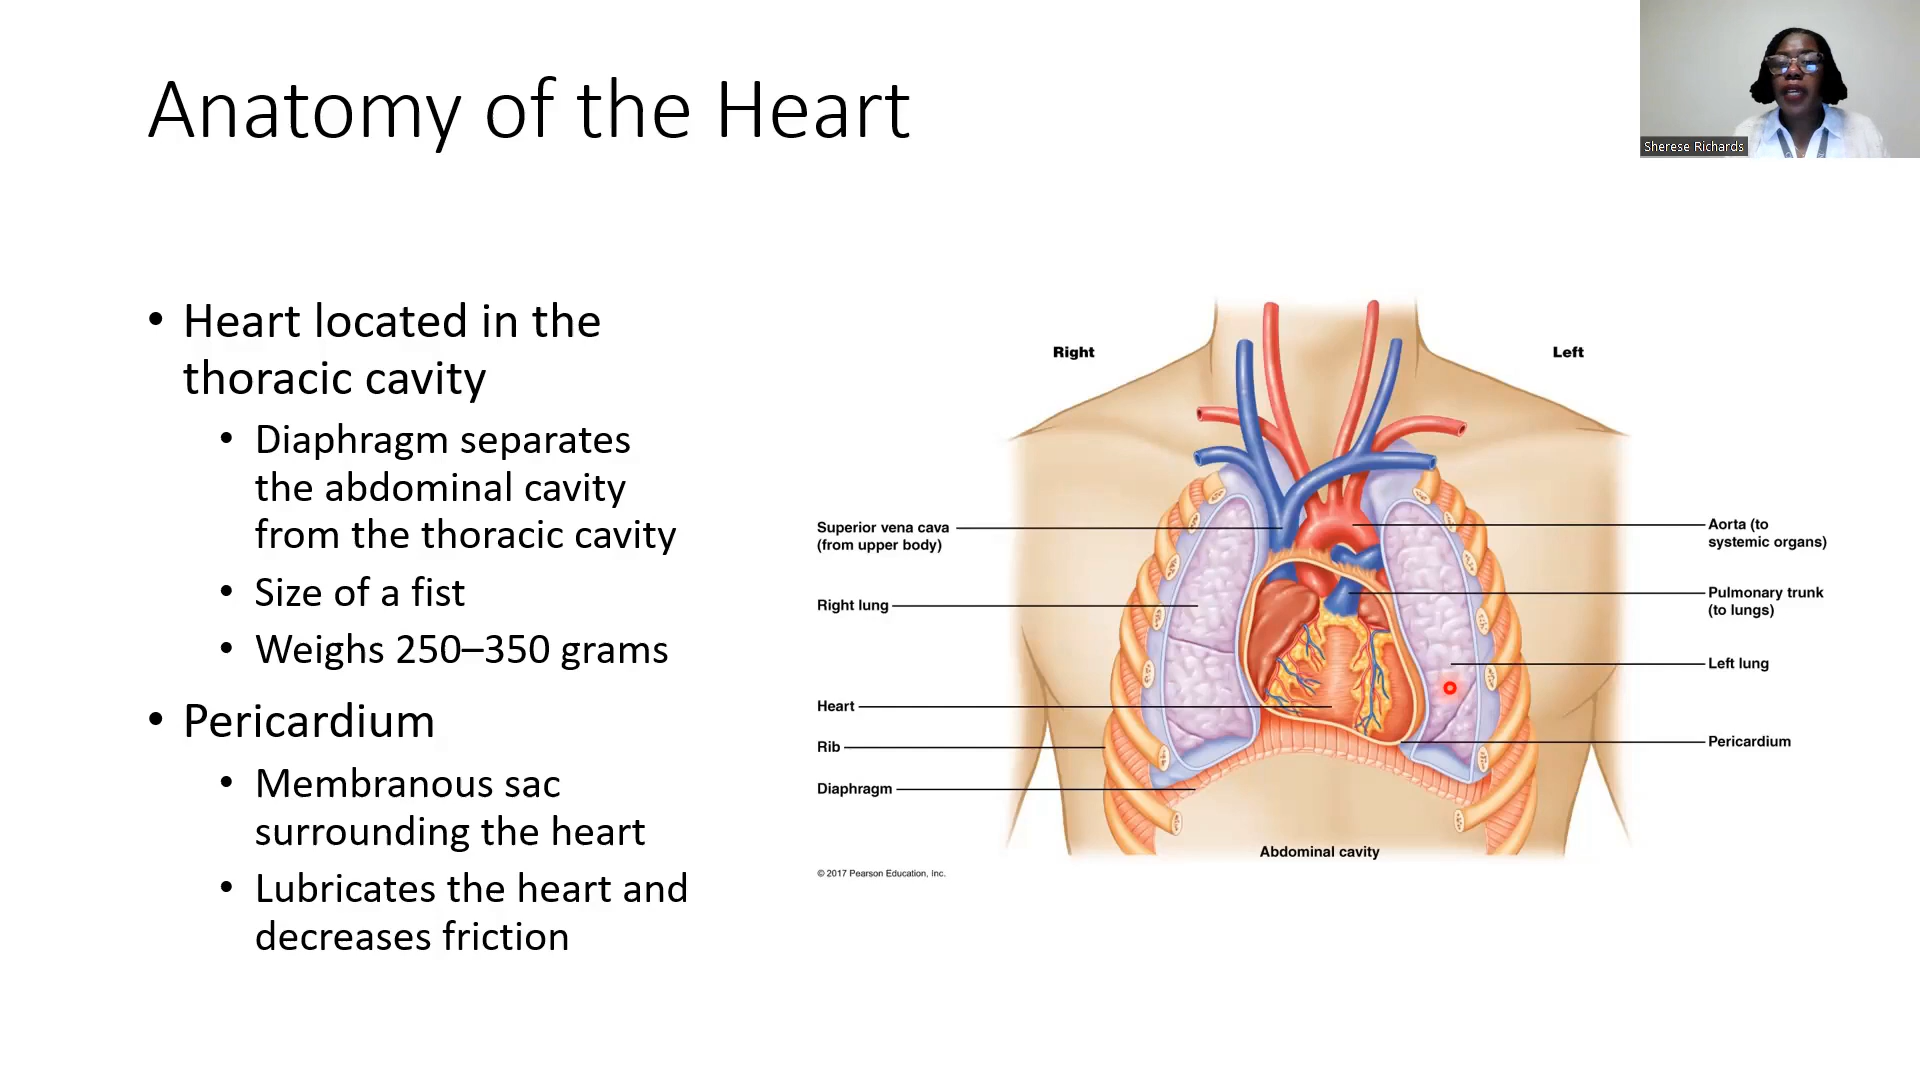 Anatomy of the Heart
Sherese Richards
• Heart located in the
thoracic cavity
• Diaphragm separates
the abdominal cavity
from the thoracic cavity
• Size of a fist
• Weighs 250–350 grams
• Pericardium
• Membranous sac
surrounding the heart
• Lubricates the heart and
decreases friction
Right
Left
Superior vena cava
(from upper body)
Right lung
Heart
Rib
Diaphragm
Aorta (to
systemic organs)
Pulmonary trunk
(to lungs)
Left lung
Pericardium
Abdominal cavity
© 2017 Pearson Education, Inc.